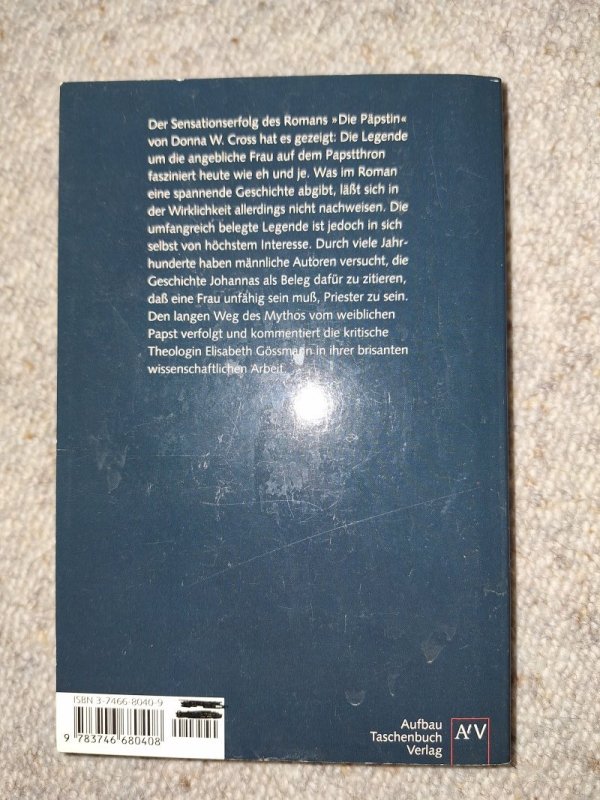 Der Sensationserfolg des Romans »Die Päpstin«
von Donna W. Cross hat es gezeigt: Die Legende
um die angebliche Frau auf dem Papstthron
fasziniert heute wie eh und je. Was im Roman
eine spannende Geschichte abgibt, läßt sich in
der Wirklichkeit allerdings nicht nachweisen. Die
umfangreich belegte Legende ist jedoch in sich
selbst von höchstem Interesse. Durch viele Jahr-
hunderte haben männliche Autoren versucht, die
Geschichte Johannas als Beleg dafür zu zitieren,
daß eine Frau unfähig sein muß, Priester zu sein.
Den langen Weg des Mythos vom weiblichen
Papst verfolgt und kommentiert die kritische
Theologin Elisabeth Gössmann in ihrer brisanten
wissenschaftlichen Arbeit.
ISBN 3-7466-8040-9
9 783746 680408
Aufbau
Taschenbuch
Verlag
AtV